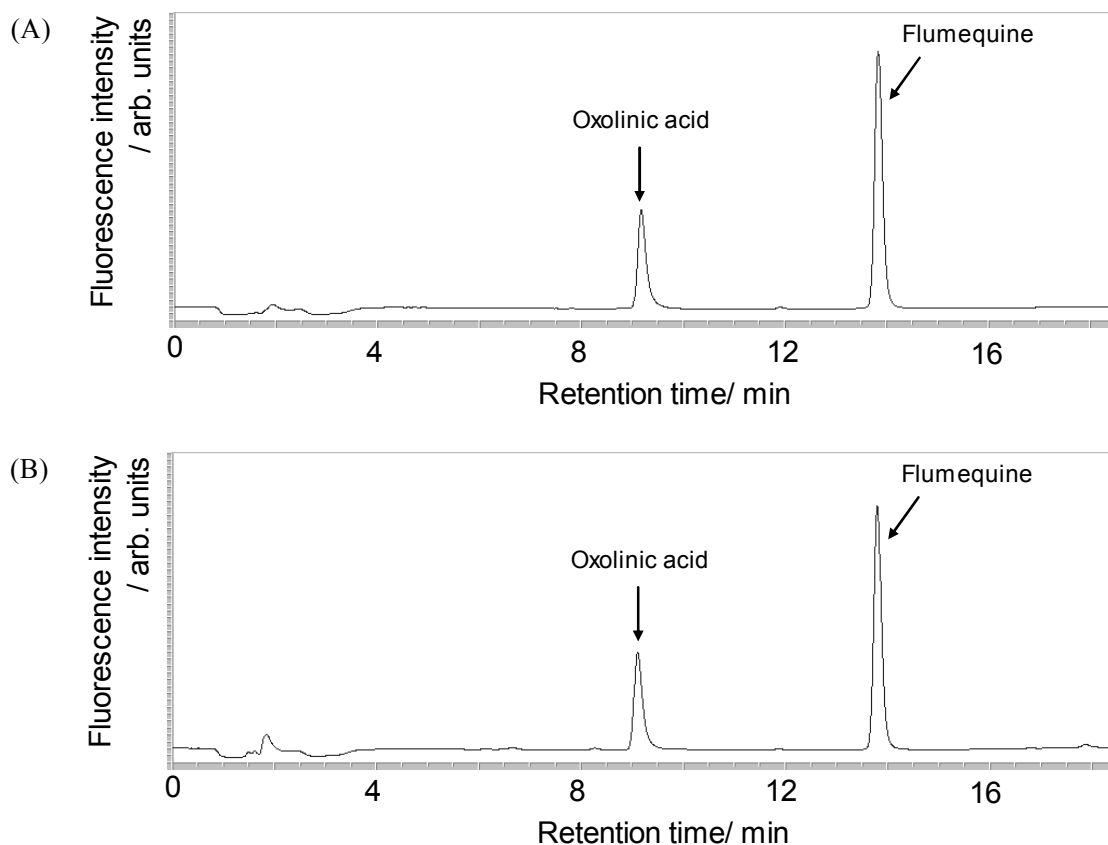 (A)
Fluorescence intensity
/ arb. units
Flumequine
Oxolinic acid
0 4 8 12 16
Retention time/ min
(B)
Fluorescence intensity
/ arb. units
Flumequine
Oxolinic acid
0 4 8 12 16
Retention time/ min